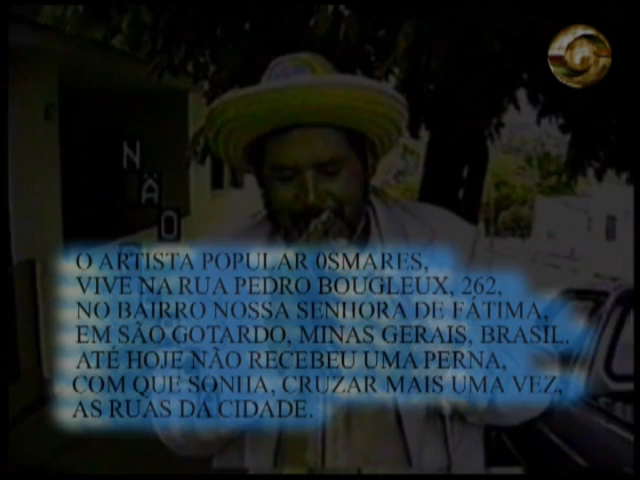 NÃO
O ARTISTA POPULAR OSMARES,
VIVE NA RUA PEDRO BOUGLEUX, 262,
NO BAIRRO NOSSA SENHORA DE FÁTIMA,
EM SÃO GOTARDO, MINAS GERAIS, BRASIL.
ATÉ HOJE NÃO RECEBEU UMA PERNA,
COM QUE SONHA, CRUZAR MAIS UMA VEZ,
AS RUAS DA CIDADE.